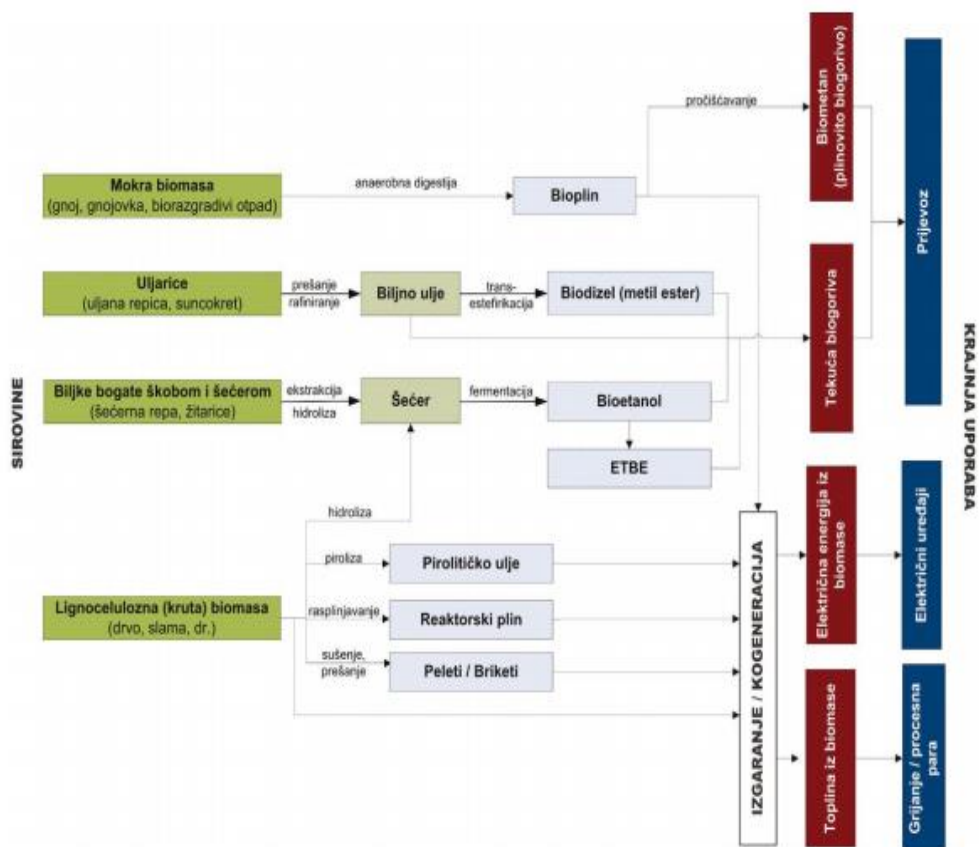 SIROVINE
Mokra biomasa
(gnoj, gnojovka, biorazgradivi otpad)
anaerobna digestija
Bioplin
pročišćavanje
Biometan
(plinovito biogorivo)
Prijevoz
Uljarice
(uljana repica, suncokret)
prešanje
rafiniranje
Biljno ulje
trans-
estefirikacija
Biodizel (metil ester)
Tekuća biogoriva
Biljke bogate škobom i šećerom
(šećerna repa, žitarice)
ekstrakcija
hidroliza
Šećer
fermentacija
Bioetanol
ETBE
hidroliza
Lignocelulozna (kruta) biomasa
(drvo, slama, dr.)
piroliza
Pirolitičko ulje
rasplinjavanje
Reaktorski plin
sušenje,
prešanje
Peleti / Briketi
IZGARANJE / KOGENERACIJA
Električna energija iz
biomase
Električni uređaji
Toplina iz biomase
Grijanje / procesna
para
KRAJNJA UPORABA